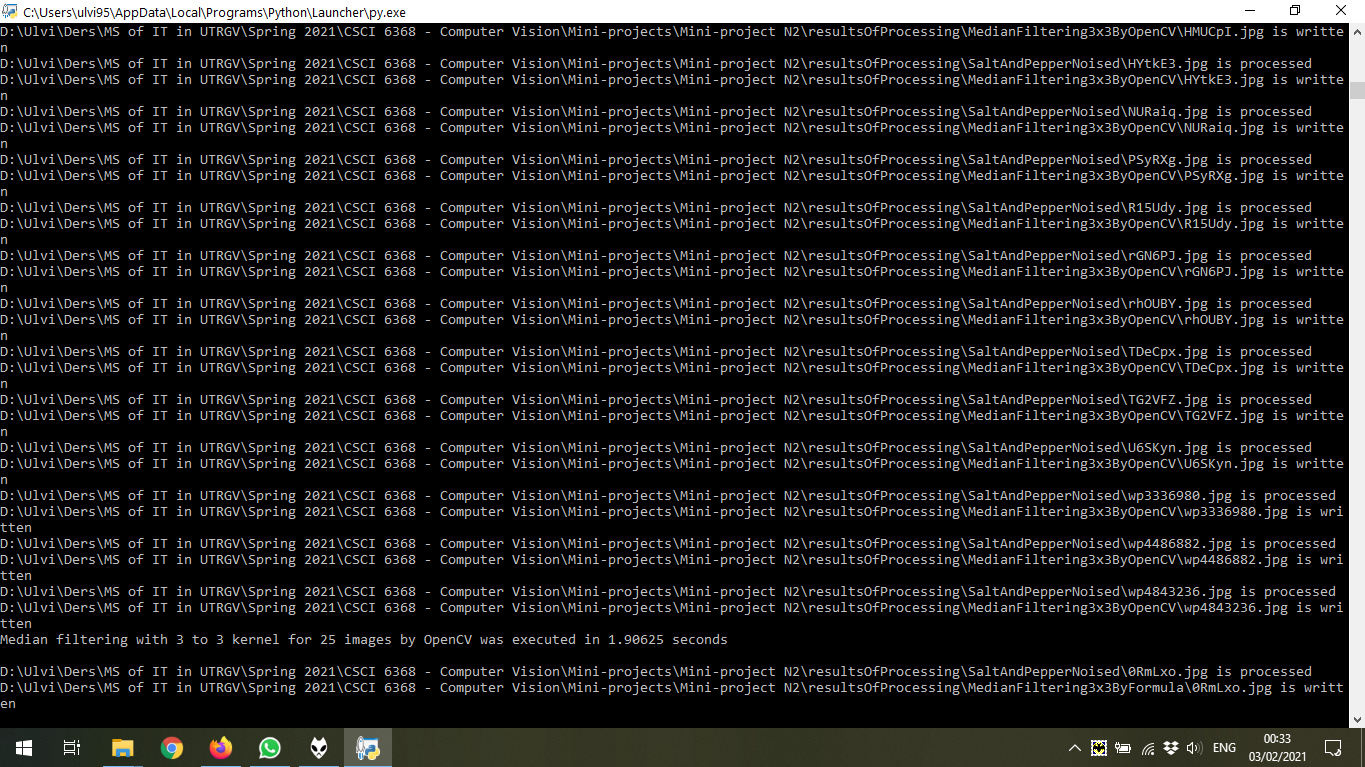 C:\Users\ulvi95\AppData\Local\Programs\Python\Launcher\py.exe
D:\Ulvi\Ders\MS of IT in UTRGV\Spring 2021\CSCI 6368 - Computer Vision\Mini-projects\Mini-project N2\resultsOfProcessing\MedianFiltering3x3ByOpenCV\HMUCpI.jpg is writte
n
D:\Ulvi\Ders\MS of IT in UTRGV\Spring 2021\CSCI 6368 - Computer Vision\Mini-projects\Mini-project N2\resultsOfProcessing\SaltAndPepperNoised\HYtkE3.jpg is processed
D:\Ulvi\Ders\MS of IT in UTRGV\Spring 2021\CSCI 6368 - Computer Vision\Mini-projects\Mini-project N2\resultsOfProcessing\MedianFiltering3x3ByOpenCV\HYtkE3.jpg is writte
n
D:\Ulvi\Ders\MS of IT in UTRGV\Spring 2021\CSCI 6368 - Computer Vision\Mini-projects\Mini-project N2\resultsOfProcessing\SaltAndPepperNoised\NURaiq.jpg is processed
D:\Ulvi\Ders\MS of IT in UTRGV\Spring 2021\CSCI 6368 - Computer Vision\Mini-projects\Mini-project N2\resultsOfProcessing\MedianFiltering3x3ByOpenCV\NURaiq.jpg is writte
n
D:\Ulvi\Ders\MS of IT in UTRGV\Spring 2021\CSCI 6368 - Computer Vision\Mini-projects\Mini-project N2\resultsOfProcessing\SaltAndPepperNoised\PSyRXg.jpg is processed
D:\Ulvi\Ders\MS of IT in UTRGV\Spring 2021\CSCI 6368 - Computer Vision\Mini-projects\Mini-project N2\resultsOfProcessing\MedianFiltering3x3ByOpenCV\PSyRXg.jpg is writte
n
D:\Ulvi\Ders\MS of IT in UTRGV\Spring 2021\CSCI 6368 - Computer Vision\Mini-projects\Mini-project N2\resultsOfProcessing\SaltAndPepperNoised\R15Udy.jpg is processed
D:\Ulvi\Ders\MS of IT in UTRGV\Spring 2021\CSCI 6368 - Computer Vision\Mini-projects\Mini-project N2\resultsOfProcessing\MedianFiltering3x3ByOpenCV\R15Udy.jpg is writte
n
D:\Ulvi\Ders\MS of IT in UTRGV\Spring 2021\CSCI 6368 - Computer Vision\Mini-projects\Mini-project N2\resultsOfProcessing\SaltAndPepperNoised\rGN6PJ.jpg is processed
D:\Ulvi\Ders\MS of IT in UTRGV\Spring 2021\CSCI 6368 - Computer Vision\Mini-projects\Mini-project N2\resultsOfProcessing\MedianFiltering3x3ByOpenCV\rGN6PJ.jpg is writte
n
D:\Ulvi\Ders\MS of IT in UTRGV\Spring 2021\CSCI 6368 - Computer Vision\Mini-projects\Mini-project N2\resultsOfProcessing\SaltAndPepperNoised\rhOUBY.jpg is processed
D:\Ulvi\Ders\MS of IT in UTRGV\Spring 2021\CSCI 6368 - Computer Vision\Mini-projects\Mini-project N2\resultsOfProcessing\MedianFiltering3x3ByOpenCV\rhOUBY.jpg is writte
n
D:\Ulvi\Ders\MS of IT in UTRGV\Spring 2021\CSCI 6368 - Computer Vision\Mini-projects\Mini-project N2\resultsOfProcessing\SaltAndPepperNoised\TDeCpx.jpg is processed
D:\Ulvi\Ders\MS of IT in UTRGV\Spring 2021\CSCI 6368 - Computer Vision\Mini-projects\Mini-project N2\resultsOfProcessing\MedianFiltering3x3ByOpenCV\TDeCpx.jpg is writte
n
D:\Ulvi\Ders\MS of IT in UTRGV\Spring 2021\CSCI 6368 - Computer Vision\Mini-projects\Mini-project N2\resultsOfProcessing\SaltAndPepperNoised\TG2VFZ.jpg is processed
D:\Ulvi\Ders\MS of IT in UTRGV\Spring 2021\CSCI 6368 - Computer Vision\Mini-projects\Mini-project N2\resultsOfProcessing\MedianFiltering3x3ByOpenCV\TG2VFZ.jpg is writte
n
D:\Ulvi\Ders\MS of IT in UTRGV\Spring 2021\CSCI 6368 - Computer Vision\Mini-projects\Mini-project N2\resultsOfProcessing\SaltAndPepperNoised\U6SKyn.jpg is processed
D:\Ulvi\Ders\MS of IT in UTRGV\Spring 2021\CSCI 6368 - Computer Vision\Mini-projects\Mini-project N2\resultsOfProcessing\MedianFiltering3x3ByOpenCV\U6SKyn.jpg is writte
n
D:\Ulvi\Ders\MS of IT in UTRGV\Spring 2021\CSCI 6368 - Computer Vision\Mini-projects\Mini-project N2\resultsOfProcessing\SaltAndPepperNoised\wp3336980.jpg is processed
D:\Ulvi\Ders\MS of IT in UTRGV\Spring 2021\CSCI 6368 - Computer Vision\Mini-projects\Mini-project N2\resultsOfProcessing\MedianFiltering3x3ByOpenCV\wp3336980.jpg is wri
tten
D:\Ulvi\Ders\MS of IT in UTRGV\Spring 2021\CSCI 6368 - Computer Vision\Mini-projects\Mini-project N2\resultsOfProcessing\SaltAndPepperNoised\wp4486882.jpg is processed
D:\Ulvi\Ders\MS of IT in UTRGV\Spring 2021\CSCI 6368 - Computer Vision\Mini-projects\Mini-project N2\resultsOfProcessing\MedianFiltering3x3ByOpenCV\wp4486882.jpg is wri
tten
D:\Ulvi\Ders\MS of IT in UTRGV\Spring 2021\CSCI 6368 - Computer Vision\Mini-projects\Mini-project N2\resultsOfProcessing\SaltAndPepperNoised\wp4843236.jpg is processed
D:\Ulvi\Ders\MS of IT in UTRGV\Spring 2021\CSCI 6368 - Computer Vision\Mini-projects\Mini-project N2\resultsOfProcessing\MedianFiltering3x3ByOpenCV\wp4843236.jpg is wri
tten
Median filtering with 3 to 3 kernel for 25 images by OpenCV was executed in 1.90625 seconds
D:\Ulvi\Ders\MS of IT in UTRGV\Spring 2021\CSCI 6368 - Computer Vision\Mini-projects\Mini-project N2\resultsOfProcessing\SaltAndPepperNoised\0RmLxo.jpg is processed
D:\Ulvi\Ders\MS of IT in UTRGV\Spring 2021\CSCI 6368 - Computer Vision\Mini-projects\Mini-project N2\resultsOfProcessing\MedianFiltering3x3ByFormula\0RmLxo.jpg is writt
en
ENG
00:33
03/02/2021